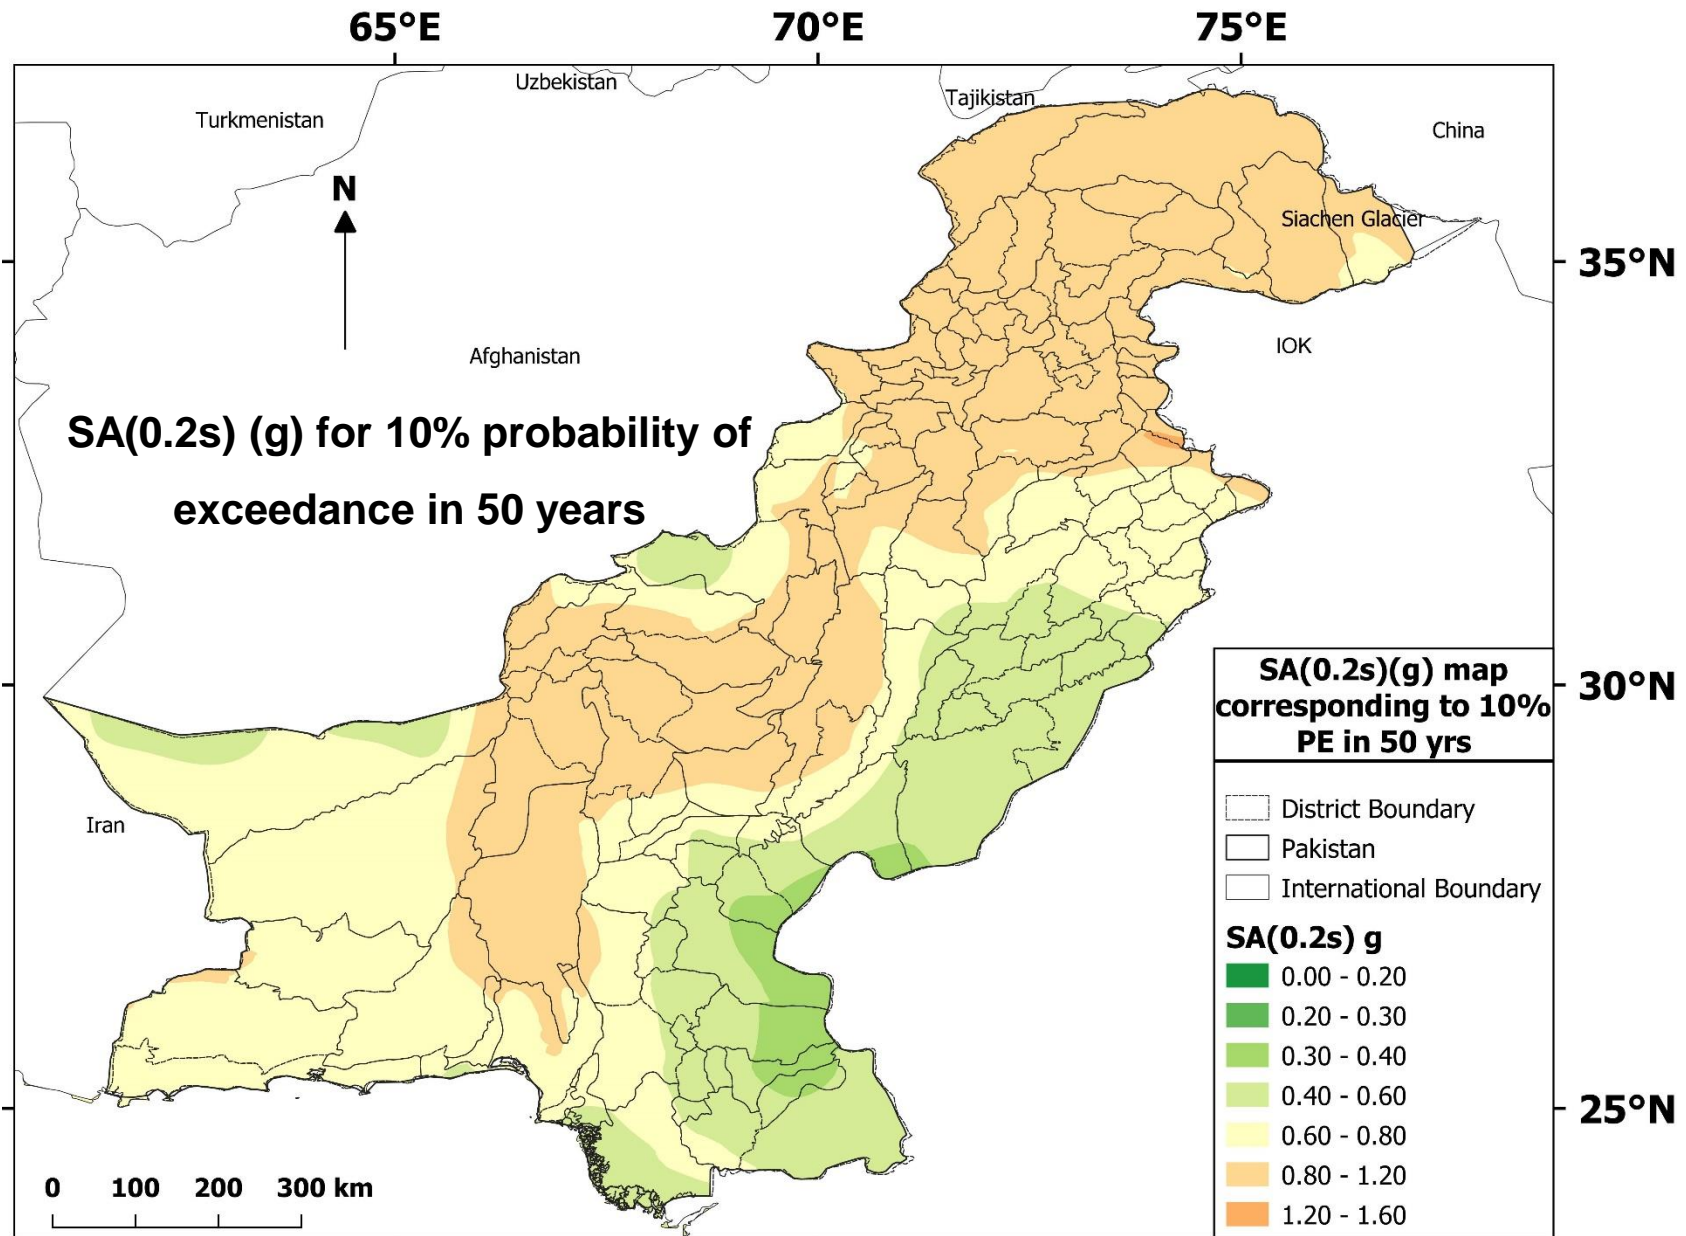 65°E 70°E 75°E
Uzbekistan
Tajikistan
Turkmenistan
China
N
Siachen Glacier
35°N
IOK
Afghanistan
SA(0.2s) (g) for 10% probability of
exceedance in 50 years
SA(0.2s)(g) map
corresponding to 10%
PE in 50 yrs
30°N
Iran
District Boundary
Pakistan
International Boundary
SA(0.2s) g
0.00 - 0.20
0.20 - 0.30
0.30 - 0.40
0.40 - 0.60
0.60 - 0.80
0.80 - 1.20
1.20 - 1.60
25°N
0 100 200 300 km